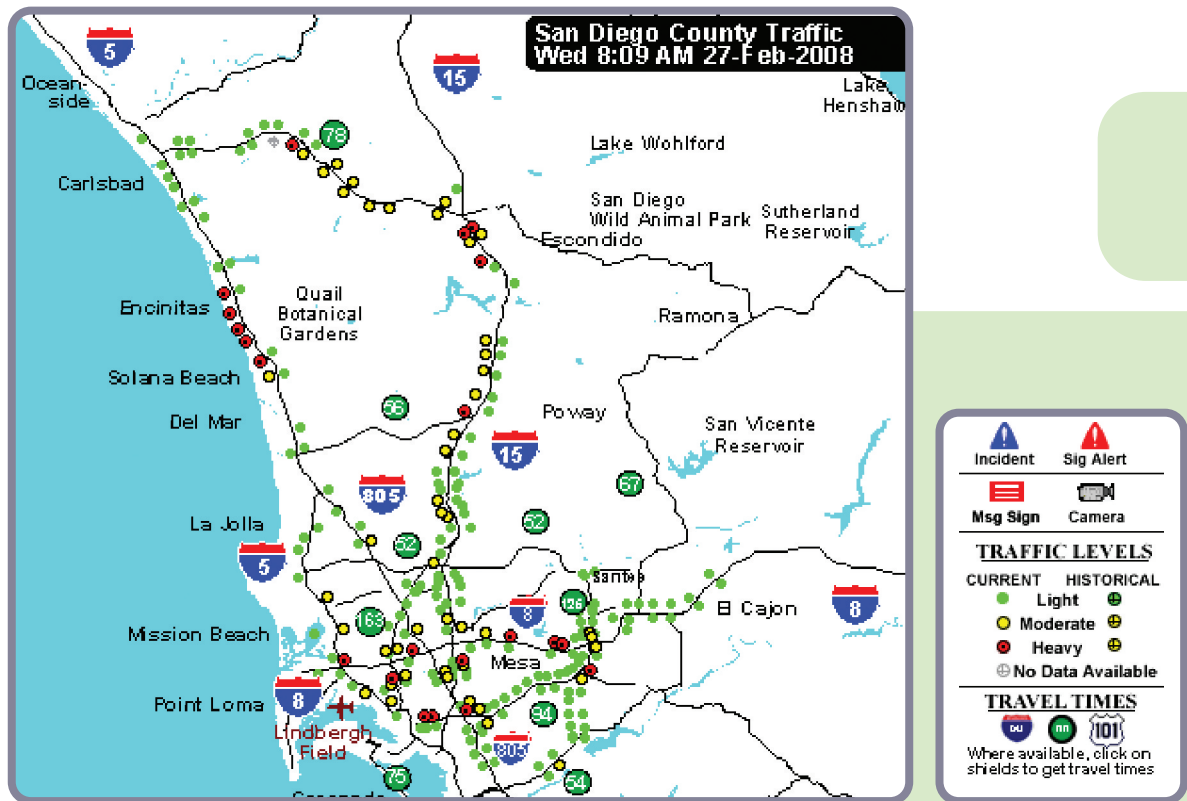 San Diego County Traffic
Wed 8:09 AM 27-Feb-2008
5
15
Ocean-
side
Lake
Henshaw
78
Lake Wohlford
Carlsbad
San Diego
Wild Animal Park
Sutherland
Reservoir
Escondido
Encinitas
Quail
Botanical
Gardens
Ramona
Solana Beach
56
Del Mar
Poway
San Vicente
Reservoir
15
805
67
La Jolla
52
52
5
Santee
126
8
8
El Cajon
163
Mission Beach
Mesa
8
Point Loma
94
Lindbergh
Field
805
75
54
Incident
Sig Alert
Msg Sign
Camera
TRAFFIC LEVELS
CURRENT HISTORICAL
Light
Moderate
Heavy
No Data Available
TRAVEL TIMES
101
Where available, click on
shields to get travel times